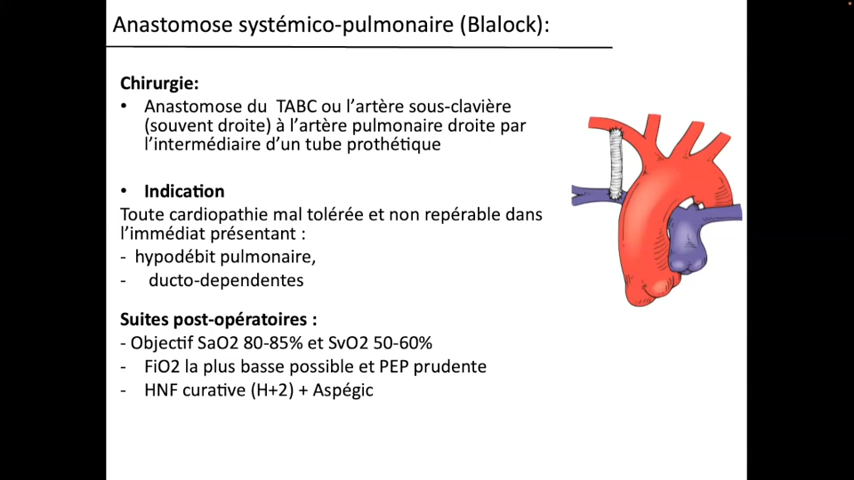 Anastomose systémico-pulmonaire (Blalock):
Chirurgie:
• Anastomose du TABC ou l'artère sous-clavière
(souvent droite) à l'artère pulmonaire droite par
l'intermédiaire d'un tube prothétique
• Indication
Toute cardiopathie mal tolérée et non repérable dans
l'immédiat présentant :
- hypodébit pulmonaire,
- ducto-dependentes
Suites post-opératoires :
- Objectif SaO2 80-85% et SvO2 50-60%
- FiO2 la plus basse possible et PEP prudente
- HNF curative (H+2) + Aspégic